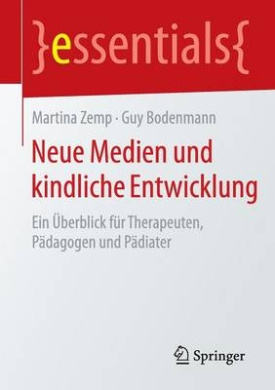 }essentials{
Martina Zemp · Guy Bodenmann
Neue Medien und
kindliche Entwicklung
Ein Überblick für Therapeuten,
Pädagogen und Pädiater
Springer